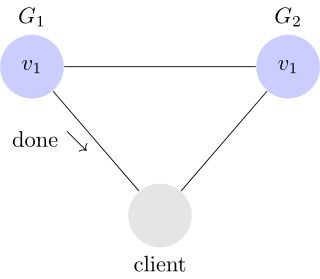 G₁ G₂
v₁ v₁
done
client